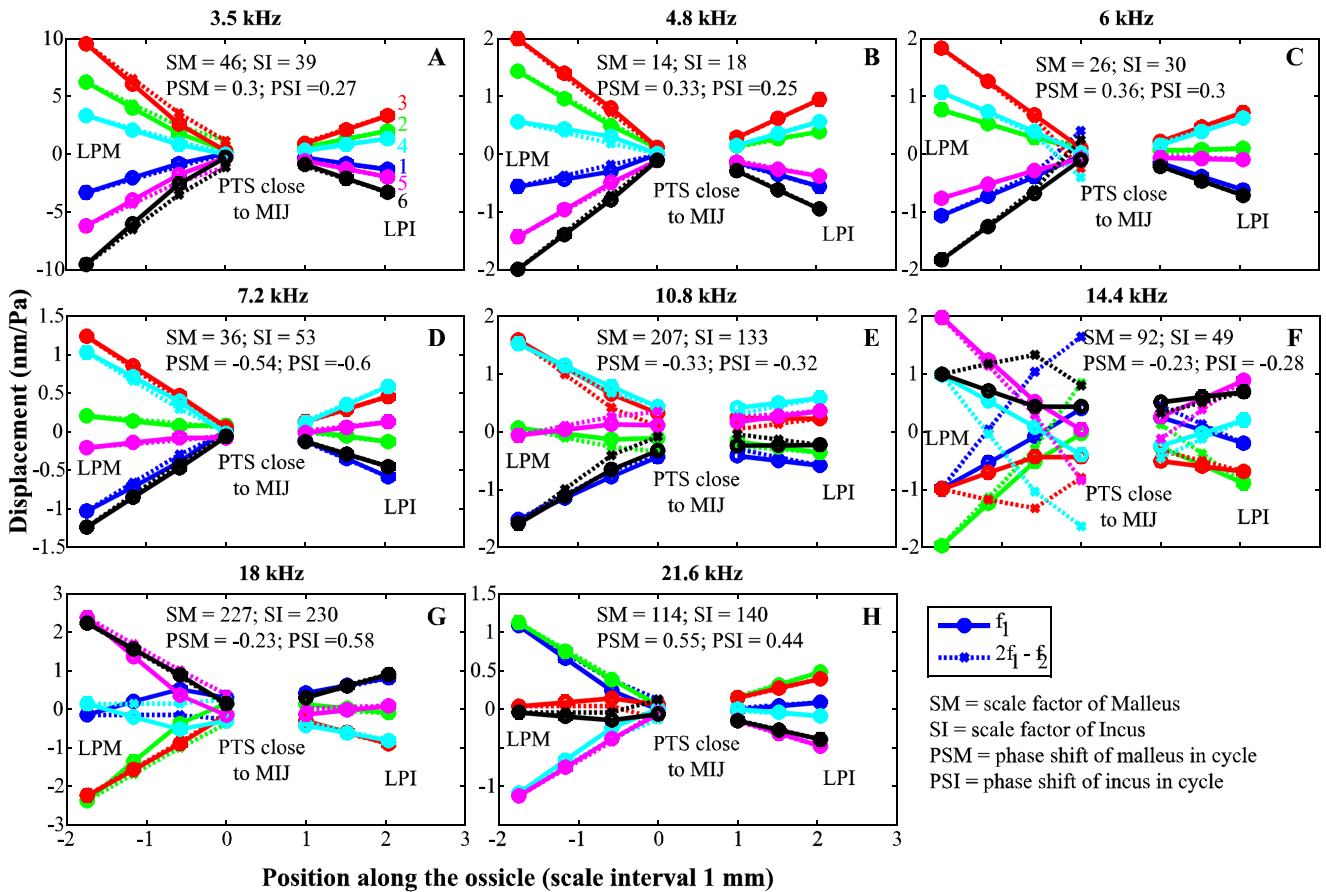 3.5 kHz
4.8 kHz
6 kHz
10
5
0
-5
-10
A
SM = 46; SI = 39
PSM = 0.3; PSI =0.27
LPM
PTS close
to MIJ
LPI
3
2
4
1
5
6
-3
-2
-1
0
1
2
3
2
1
0
-1
-2
B
SM = 14; SI = 18
PSM = 0.33; PSI =0.25
LPM
PTS close
to MIJ
LPI
2
1
0
1
2
C
SM = 26; SI = 30
PSM = 0.36; PSI =0.3
LPM
PTS close
to MIJ
LPI
7.2 kHz
10.8 kHz
14.4 kHz
Displacement (nm/Pa)
1.5
1
0.5
0
-0.5
-1
-1.5
D
SM = 36; SI = 53
PSM = -0.54; PSI =-0.6
LPM
PTS close
to MIJ
LPI
2
1
0
-1
-2
E
SM = 207; SI = 133
PSM = -0.33; PSI = -0.32
LPM
PTS close
to MIJ
LPI
2
1
0
-1
-2
F
SM = 92; SI = 49
PSM = -0.23; PSI = -0.28
LPM
PTS close
to MIJ
LPI
18 kHz
21.6 kHz
3
2
1
0
-1
-2
-3
G
SM = 227; SI = 230
PSM = -0.23; PSI =0.58
LPM
PTS close
to MIJ
LPI
-2
-1
0
1
2
3
1.5
1
0.5
0
-1
H
SM = 114; SI = 140
PSM = 0.55; PSI = 0.44
LPM
PTS close
to MIJ
LPI
-2
-1
0
1
2
3
f1
2f1 - f2
SM = scale factor of Malleus
SI = scale factor of Incus
PSM = phase shift of malleus in cycle
PSI = phase shift of incus in cycle
Position along the ossicle (scale interval 1 mm)